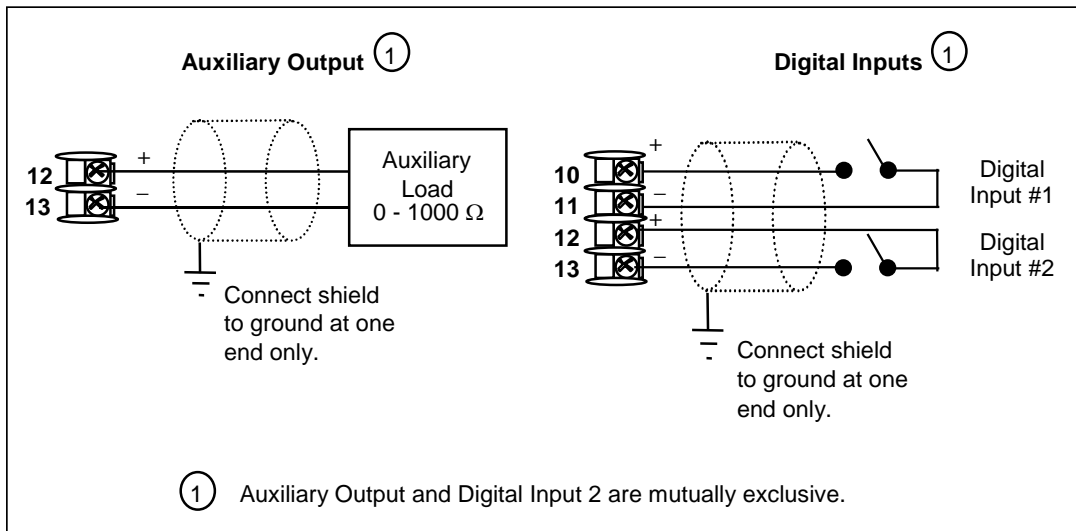 Auxiliary Output 1
12
13
+
−
Auxiliary
Load
0 - 1000 Ω
Connect shield
to ground at one
end only.
Digital Inputs 1
10
11
12
13
+
−
+
−
Digital
Input #1
Digital
Input #2
Connect shield
to ground at one
end only.
1 Auxiliary Output and Digital Input 2 are mutually exclusive.